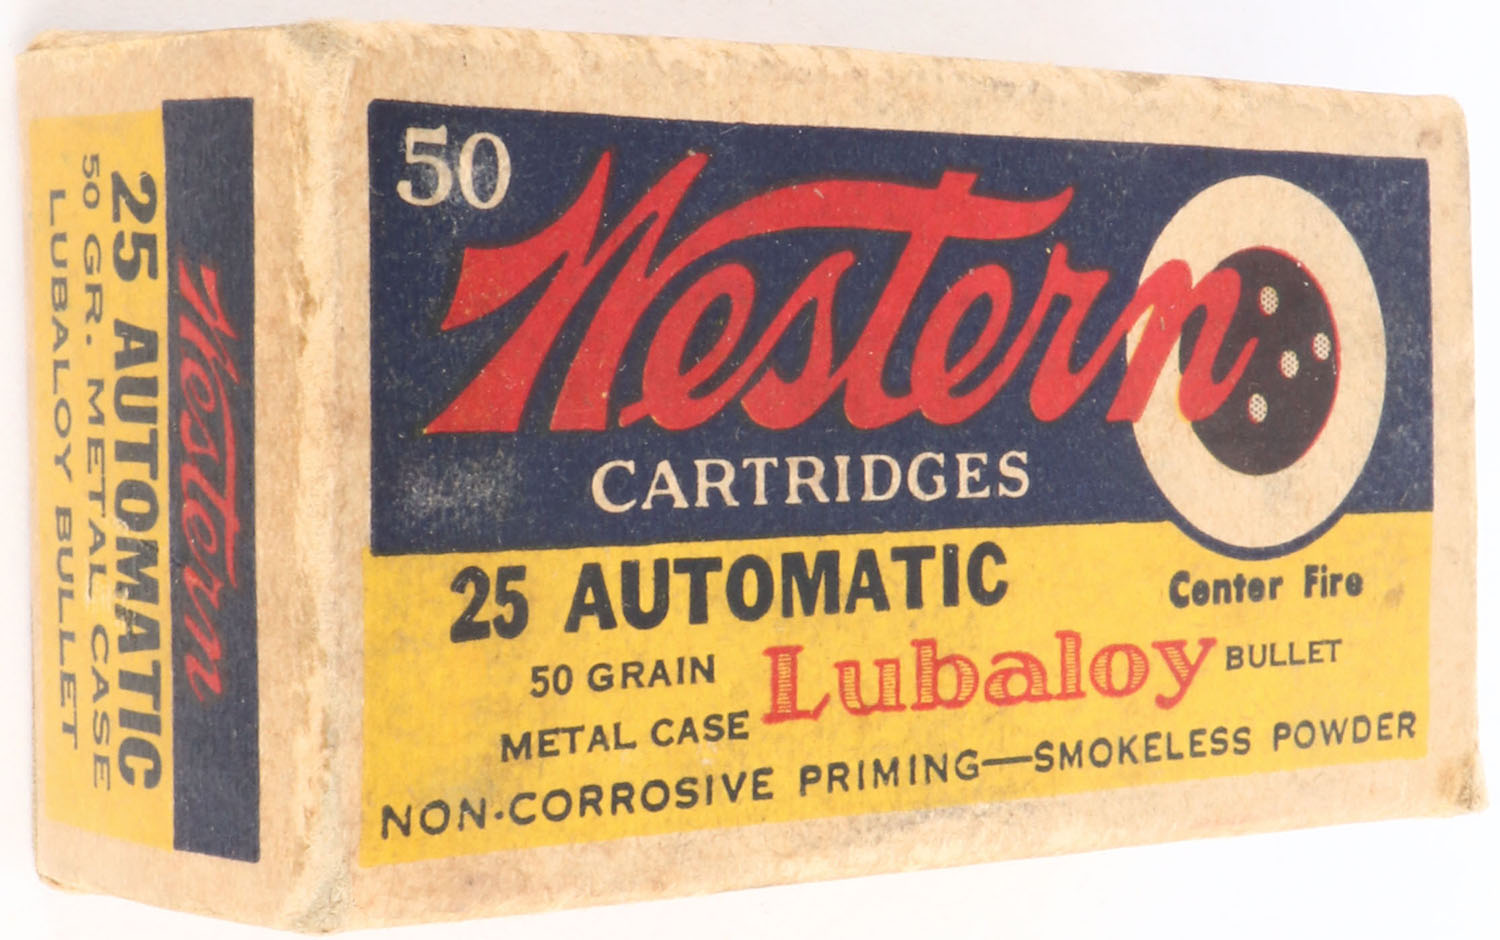 50
Western
CARTRIDGES
25 AUTOMATIC
Center Fire
50 GRAIN
METAL CASE
Lubaloy BULLET
NON-CORROSIVE PRIMING—SMOKELESS POWDER
Western
25 AUTOMATIC
50 GR. METAL CASE
LUBALOY BULLET